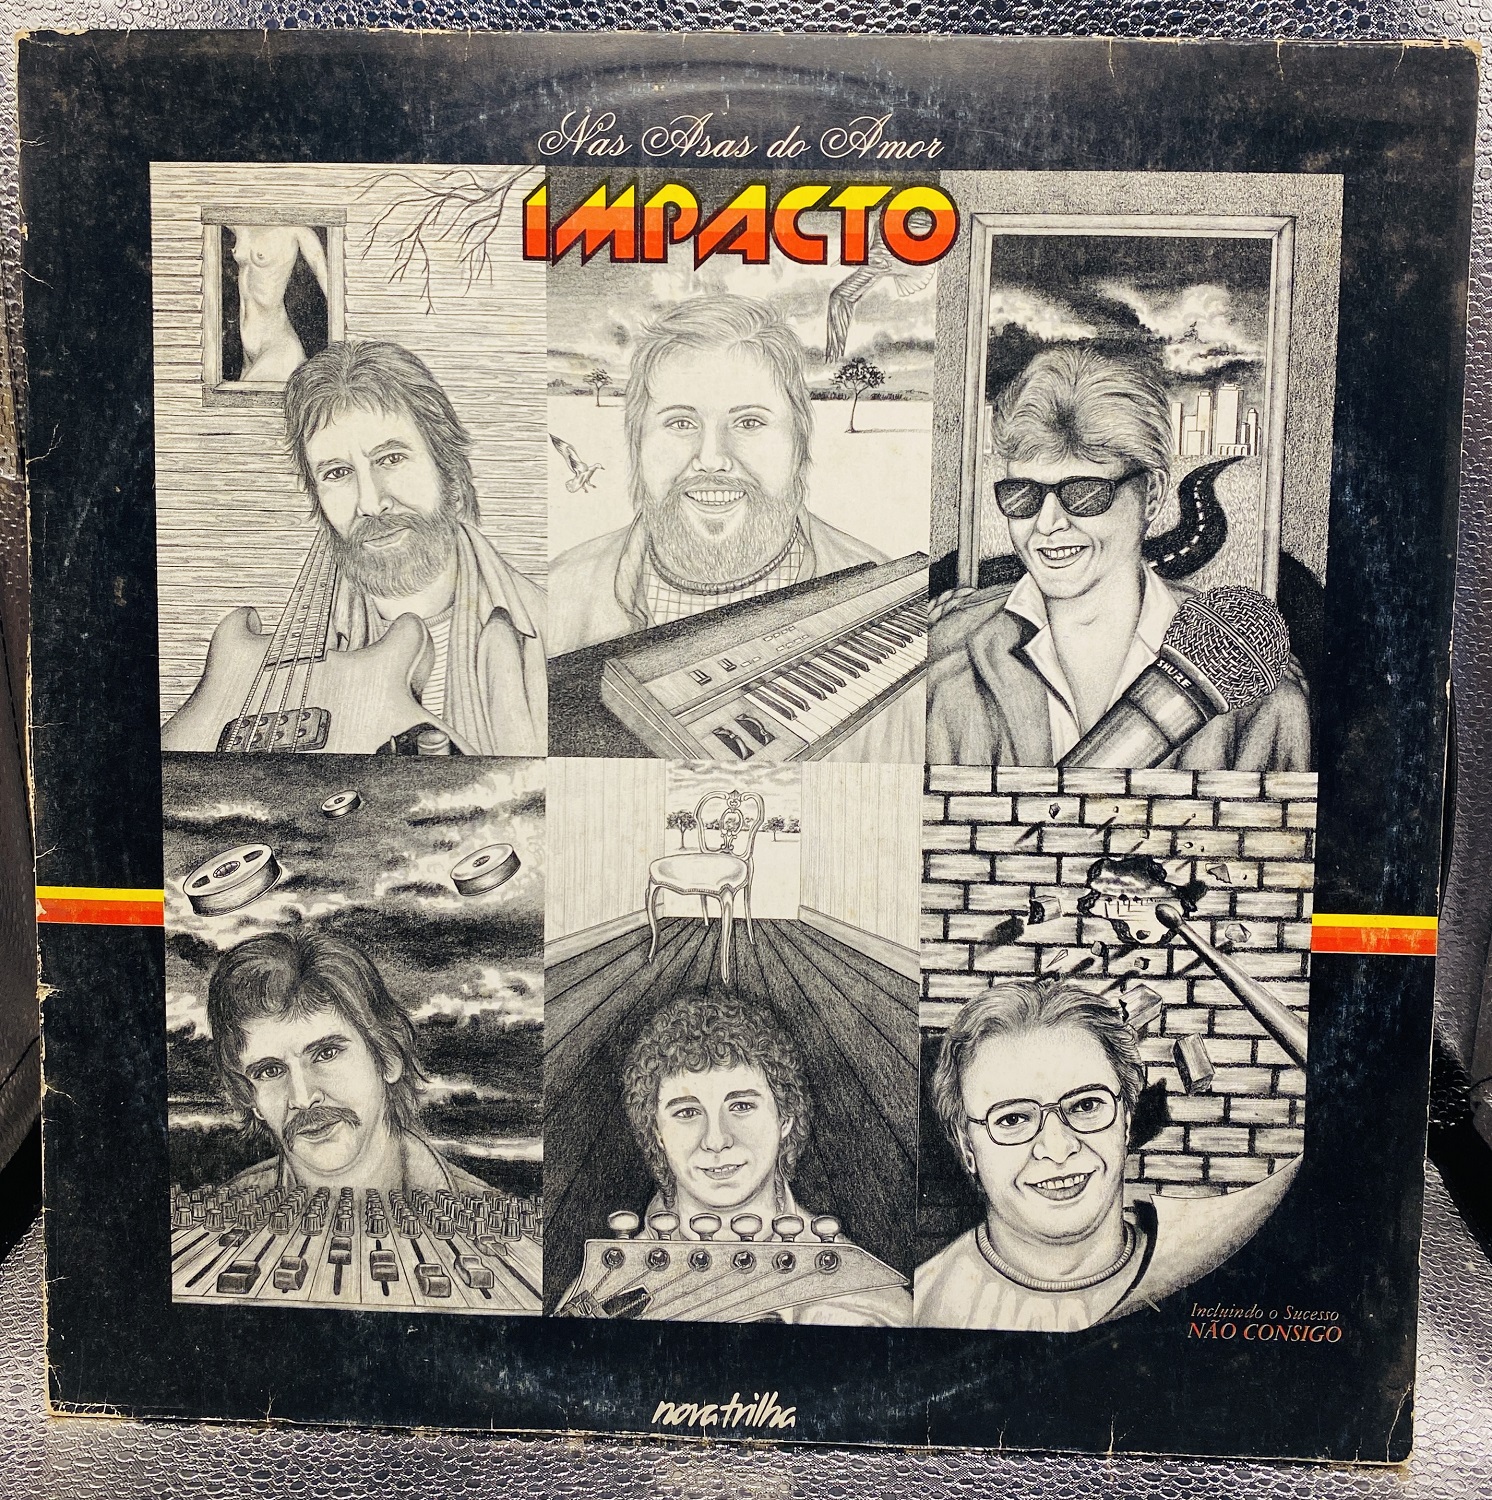 Nas Asas do Amor
IMPACTO
SHURE
Incluindo o Sucesso
NÃO CONSIGO
novatrilha